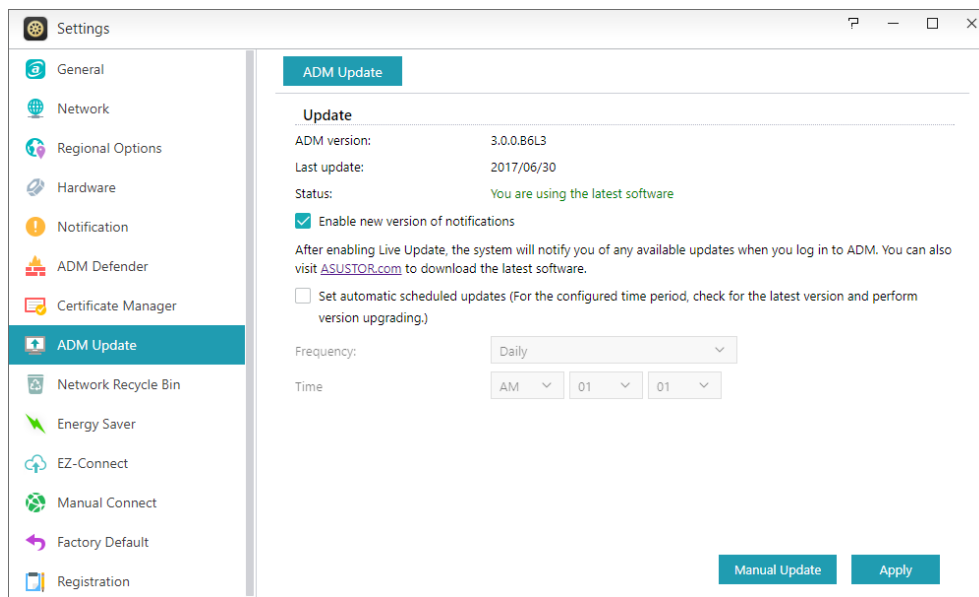 Settings
General
Network
Regional Options
Hardware
Notification
ADM Defender
Certificate Manager
ADM Update
Network Recycle Bin
Energy Saver
EZ-Connect
Manual Connect
Factory Default
Registration
ADM Update
Update
ADM version: 3.0.0.B6L3
Last update: 2017/06/30
Status: You are using the latest software
Enable new version of notifications
After enabling Live Update, the system will notify you of any available updates when you log in to ADM. You can also
visit ASUSTOR.com to download the latest software.
Set automatic scheduled updates (For the configured time period, check for the latest version and perform
version upgrading.)
Frequency: Daily
Time AM 01 01
Manual Update Apply